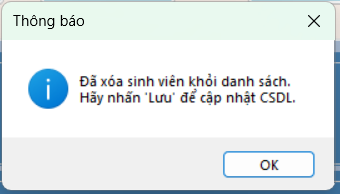 Thông báo
Đã xóa sinh viên khỏi danh sách.
Hãy nhấn 'Lưu' để cập nhật CSDL.
OK